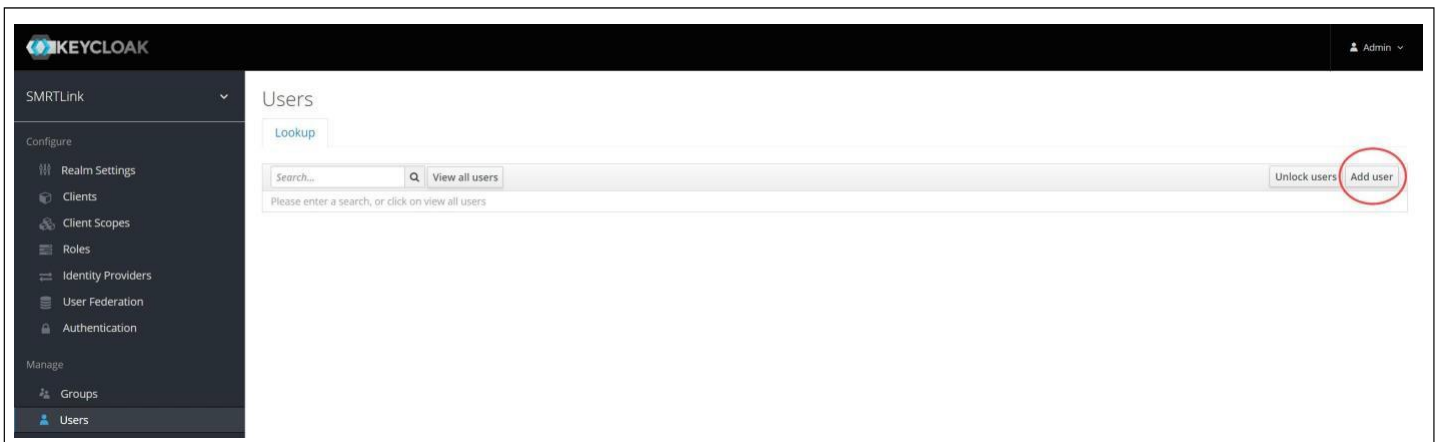 KEYCLOAK
Admin
SMRTLink
Configure
Realm Settings
Clients
Client Scopes
Roles
Identity Providers
User Federation
Authentication
Manage
Groups
Users
Users
Lookup
Search... View all users Unlock users Add user
Please enter a search, or click on view all users